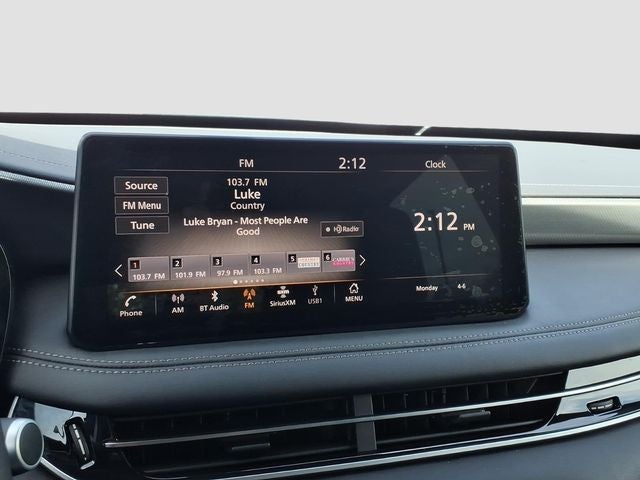 FM 2:12 Clock
103.7 FM
Source
Luke
FM Menu
Country
Tune
Luke Bryan - Most People Are
Good
HD Radio
2:12 PM
1 2 3 4 5 6
103.7 FM 101.9 FM 97.9 FM 103.3 FM
COUNTRY
Phone AM BT Audio FM SiriusXM USB1 MENU
Monday 4-6